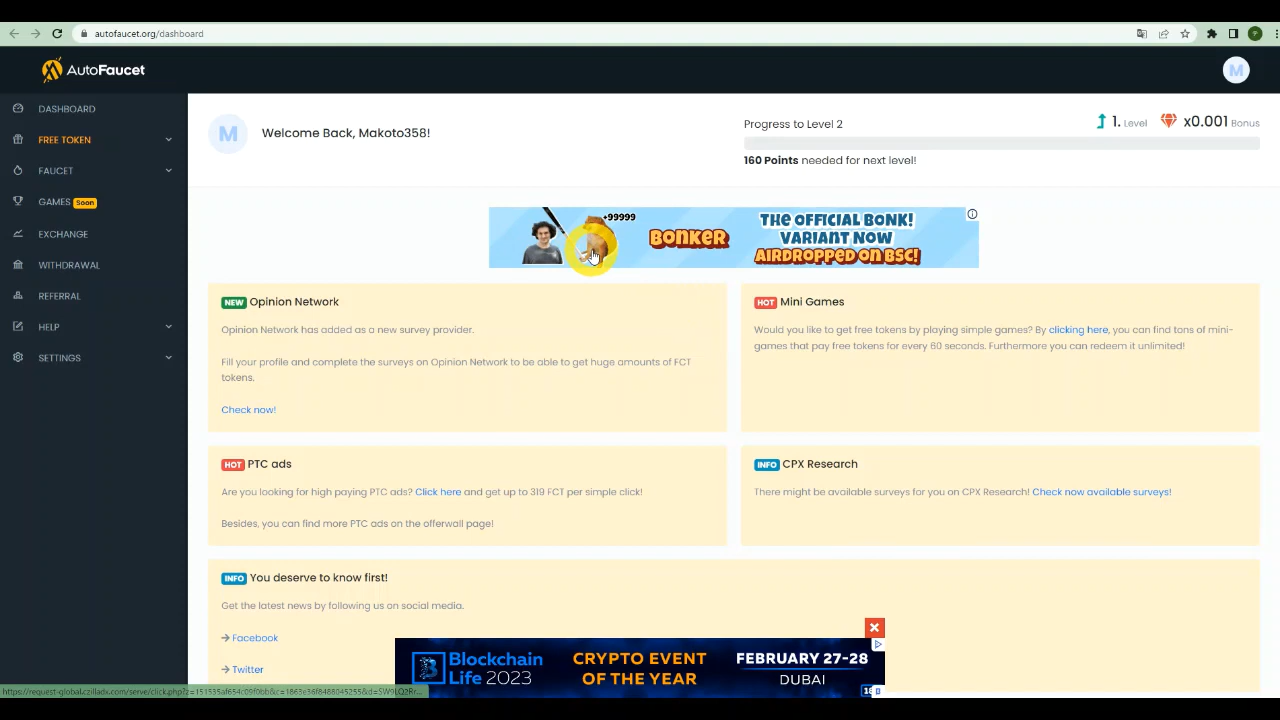 autofaucet.org/dashboard
AutoFaucet
M
DASHBOARD
FREE TOKEN
FAUCET
GAMES Soon
EXCHANGE
WITHDRAWAL
REFERRAL
HELP
SETTINGS
M
Welcome Back, Makoto358!
Progress to Level 2
1. Level
x0.001 Bonus
160 Points needed for next level!
+99999
BONKER
THE OFFICIAL BONK!
VARIANT NOW
AIRDROPPED ON BSC!
NEW Opinion Network
Opinion Network has added as a new survey provider.
Fill your profile and complete the surveys on Opinion Network to be able to get huge amounts of FCT
tokens.
Check now!
HOT Mini Games
Would you like to get free tokens by playing simple games? By clicking here, you can find tons of mini-
games that pay free tokens for every 60 seconds. Furthermore you can redeem it unlimited!
HOT PTC ads
Are you looking for high paying PTC ads? Click here and get up to 319 FCT per simple click!
Besides, you can find more PTC ads on the offerwall page!
INFO CPX Research
There might be available surveys for you on CPX Research! Check now available surveys!
INFO You deserve to know first!
Get the latest news by following us on social media.
→ Facebook
→ Twitter
Blockchain
Life 2023
CRYPTO EVENT
OF THE YEAR
FEBRUARY 27-28
DUBAI